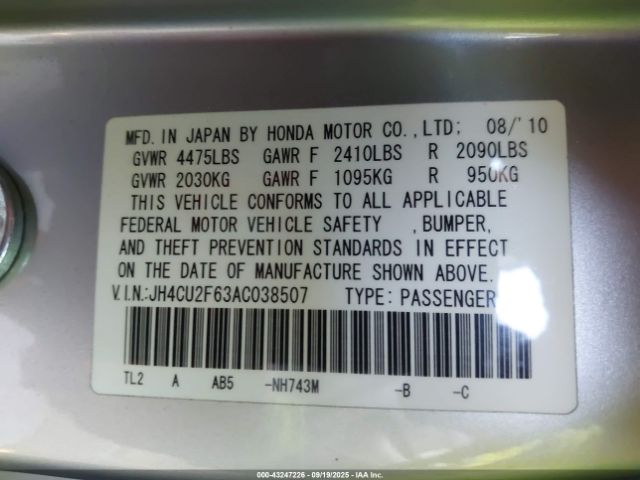 MFD. IN JAPAN BY HONDA MOTOR CO., LTD; 08/'10
GVWR 4475LBS GAWR F 2410LBS R 2090LBS
GVWR 2030KG GAWR F 1095KG R 950KG
THIS VEHICLE CONFORMS TO ALL APPLICABLE
FEDERAL MOTOR VEHICLE SAFETY ,BUMPER,
AND THEFT PREVENTION STANDARDS IN EFFECT
ON THE DATE OF MANUFACTURE SHOWN ABOVE.
V.I.N.:JH4CU2F63AC038507 TYPE: PASSENGER
TL2 A AB5 -NH743M -B -C
000-43247226 - 09/19/2025 - IAA Inc.